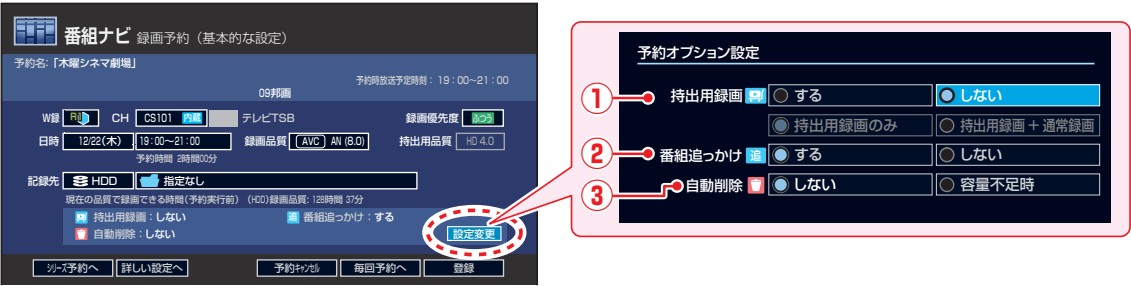 番組ナビ 録画予約（基本的な設定）
予約名：「木曜シネマ劇場」
予約時放送予定時刻：19：00〜21：00
09邦画
W録 CH CS101 内蔵 テレビTSB 録画優先度 ふつう
日時 12/22(木) 19:00〜21:00 録画品質 AVC AN (8.0) 持出用品質 HD 4.0
予約時間 2時間00分
記録先 HDD 指定なし
現在の品質で録画できる時間(予約実行前) (HDD)録画品質: 128時間 37分
持出用録画：しない 追 番組追っかけ：する
自動削除：しない 設定変更
シリーズ予約へ 詳しい設定へ 予約キャンセル 毎回予約へ 登録
予約オプション設定
① 持出用録画 する しない
持出用録画のみ 持出用録画＋通常録画
② 番組追っかけ 追 する しない
③ 自動削除 しない 容量不足時